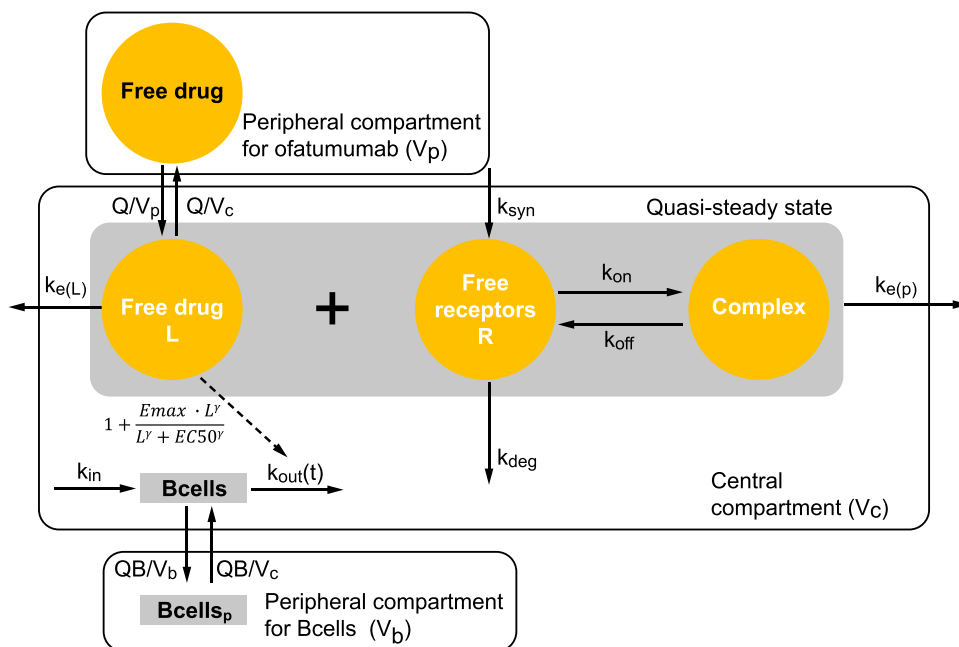 Free drug
Peripheral compartment
for ofatumumab (Vp)
Q/Vp
Q/Vc
ksyn
Quasi-steady state
ke(L)
Free drug
L
+
Free
receptors
R
kon
koff
Complex
ke(p)
1 + Emax · L^γ / L^γ + EC50^γ
kdeg
kin
Bcells
kout(t)
Central
compartment (Vc)
QB/Vb
QB/Vc
Bcellsp
Peripheral compartment
for Bcells (Vb)